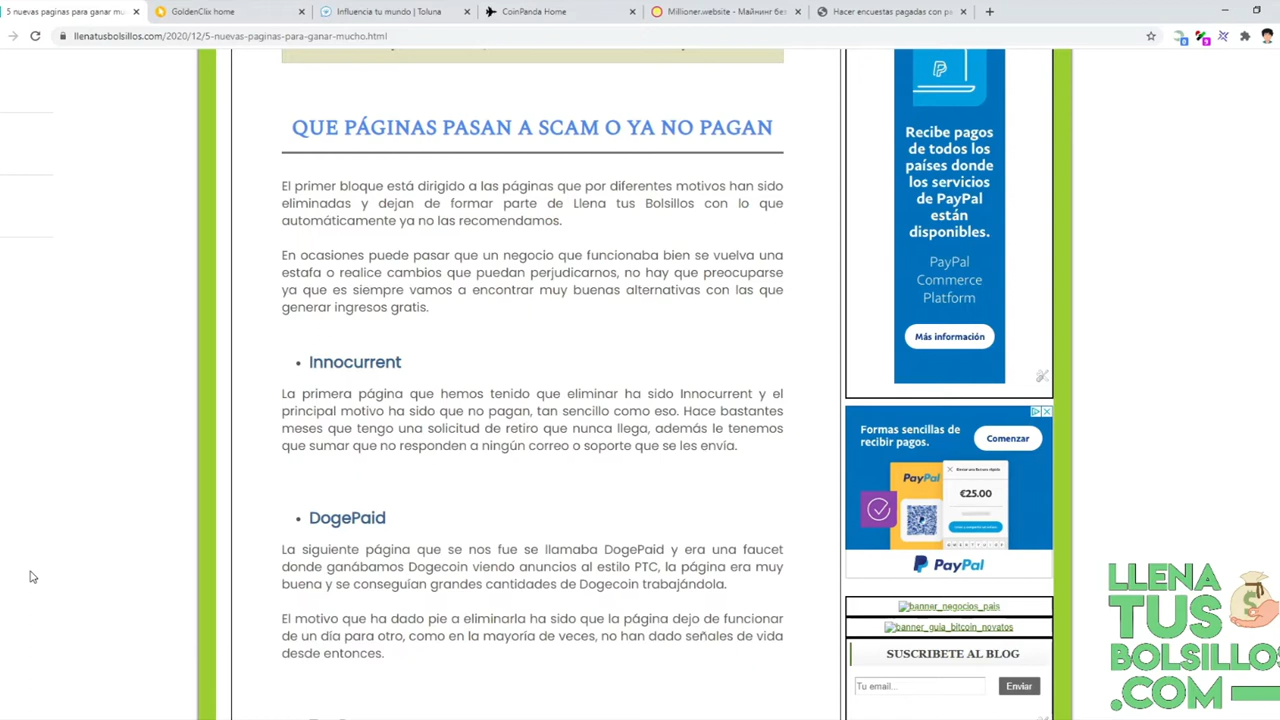 5 nuevas paginas para ganar mu
GoldenClix home
Influencia tu mundo | Toluna
CoinPanda Home
Millioner.website - Майнинг без
Hacer encuestas pagadas con pa
llenatusbolsillos.com/2020/12/5-nuevas-paginas-para-ganar-mucho.html
QUE PÁGINAS PASAN A SCAM O YA NO PAGAN
El primer bloque está dirigido a las páginas que por diferentes motivos han sido
eliminadas y dejan de formar parte de Llena tus Bolsillos con lo que
automáticamente ya no las recomendamos.
En ocasiones puede pasar que un negocio que funcionaba bien se vuelva una
estafa o realice cambios que puedan perjudicarnos, no hay que preocuparse
ya que es siempre vamos a encontrar muy buenas alternativas con las que
generar ingresos gratis.
• Innocurrent
La primera página que hemos tenido que eliminar ha sido Innocurrent y el
principal motivo ha sido que no pagan, tan sencillo como eso. Hace bastantes
meses que tengo una solicitud de retiro que nunca llega, además le tenemos
que sumar que no responden a ningún correo o soporte que se les envía.
• DogePaid
La siguiente página que se nos fue se llamaba DogePaid y era una faucet
donde ganábamos Dogecoin viendo anuncios al estilo PTC, la página era muy
buena y se conseguían grandes cantidades de Dogecoin trabajándola.
El motivo que ha dado pie a eliminarla ha sido que la página dejo de funcionar
de un día para otro, como en la mayoría de veces, no han dado señales de vida
desde entonces.
Recibe pagos
de todos los
países donde
los servicios
de PayPal
están
disponibles.
PayPal
Commerce
Platform
Más información
Formas sencillas de
recibir pagos.
Comenzar
PayPal
€25.00
PayPal
banner_negocios_pais
banner_guia_bitcoin_novatos
SUSCRIBETE AL BLOG
Tu email...
Enviar
LLENA
TUS
BOLSILLOS
.COM